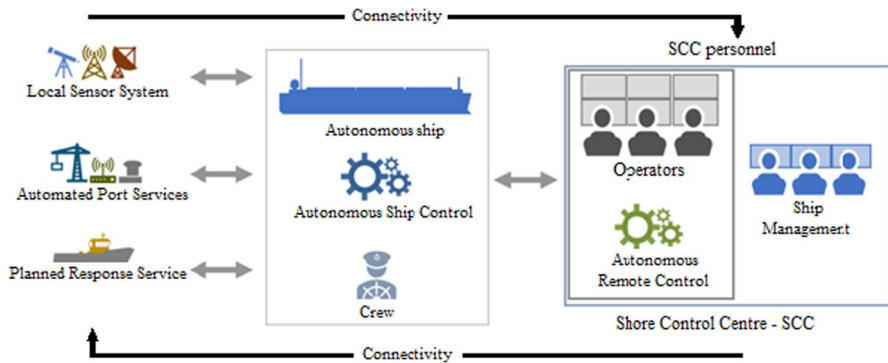 Connectivity
SCC personnel
Local Sensor System
Autonomous ship
Operators
Automated Port Services
Autonomous Ship Control
Ship
Management
Planned Response Service
Autonomous
Remote Control
Crew
Shore Control Centre - SCC
Connectivity